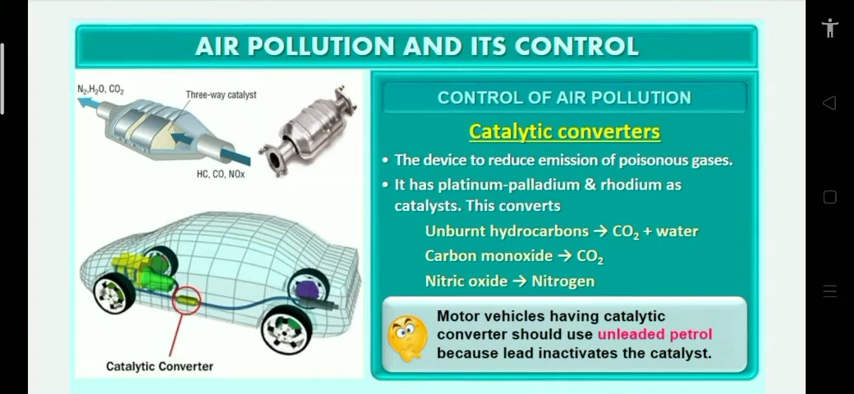 AIR POLLUTION AND ITS CONTROL
N₂,H₂O, CO₂
Three-way catalyst
HC, CO, NOx
Catalytic Converter
CONTROL OF AIR POLLUTION
Catalytic converters
• The device to reduce emission of poisonous gases.
• It has platinum-palladium & rhodium as
catalysts. This converts
Unburnt hydrocarbons → CO₂ + water
Carbon monoxide → CO₂
Nitric oxide → Nitrogen
Motor vehicles having catalytic
converter should use unleaded petrol
because lead inactivates the catalyst.